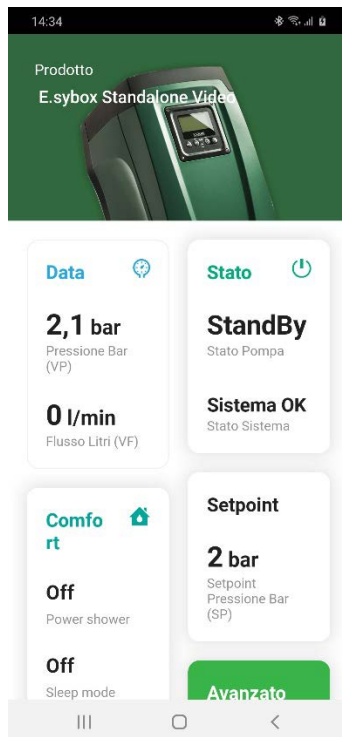 14:34
Prodotto
E.sybox Standalone Video
Data
2,1 bar
Pressione Bar
(VP)
0 l/min
Flusso Litri (VF)
Stato
StandBy
Stato Pompa
Sistema OK
Stato Sistema
Comfo
rt
Off
Power shower
Off
Sleep mode
Setpoint
2 bar
Setpoint
Pressione Bar
(SP)
Avanzato